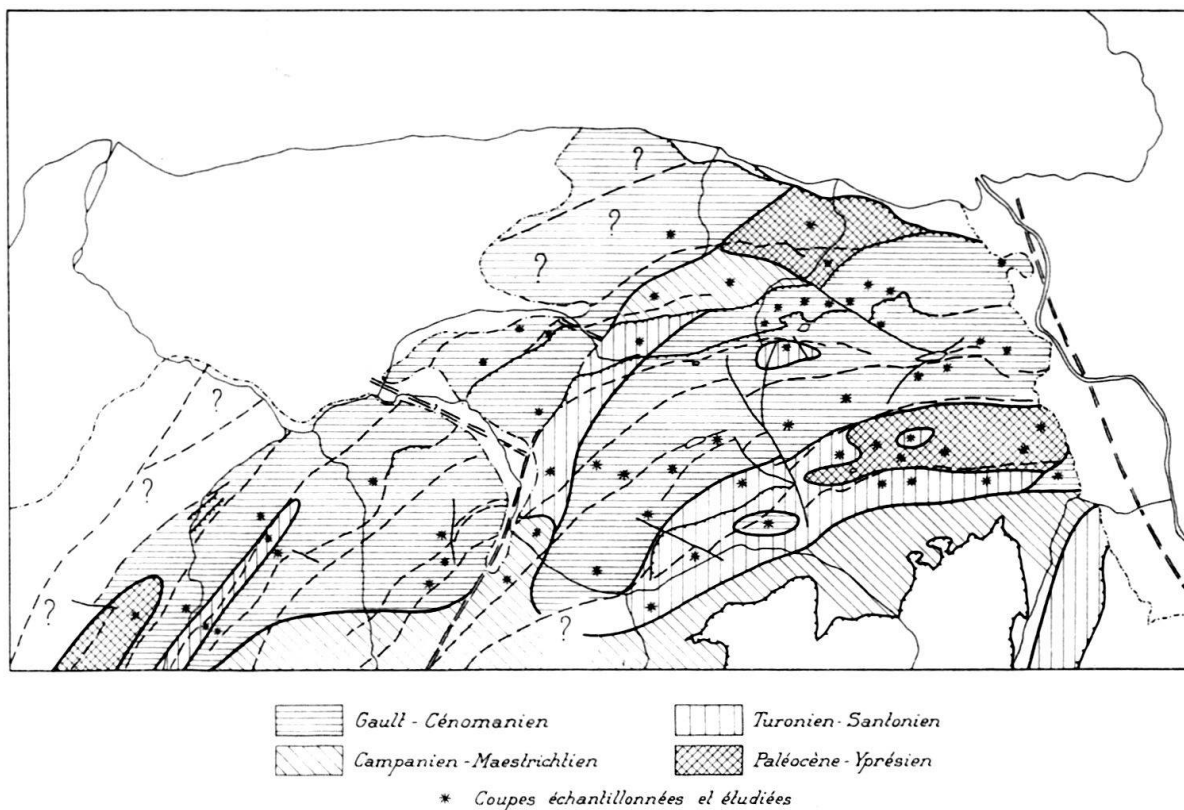 ?
?
?
?
?
?
?
Gault - Cénomanien
Turonien - Santonien
Campanien - Maestrichtien
Paléocène - Yprésien
* Coupes échantillonnées et étudiées